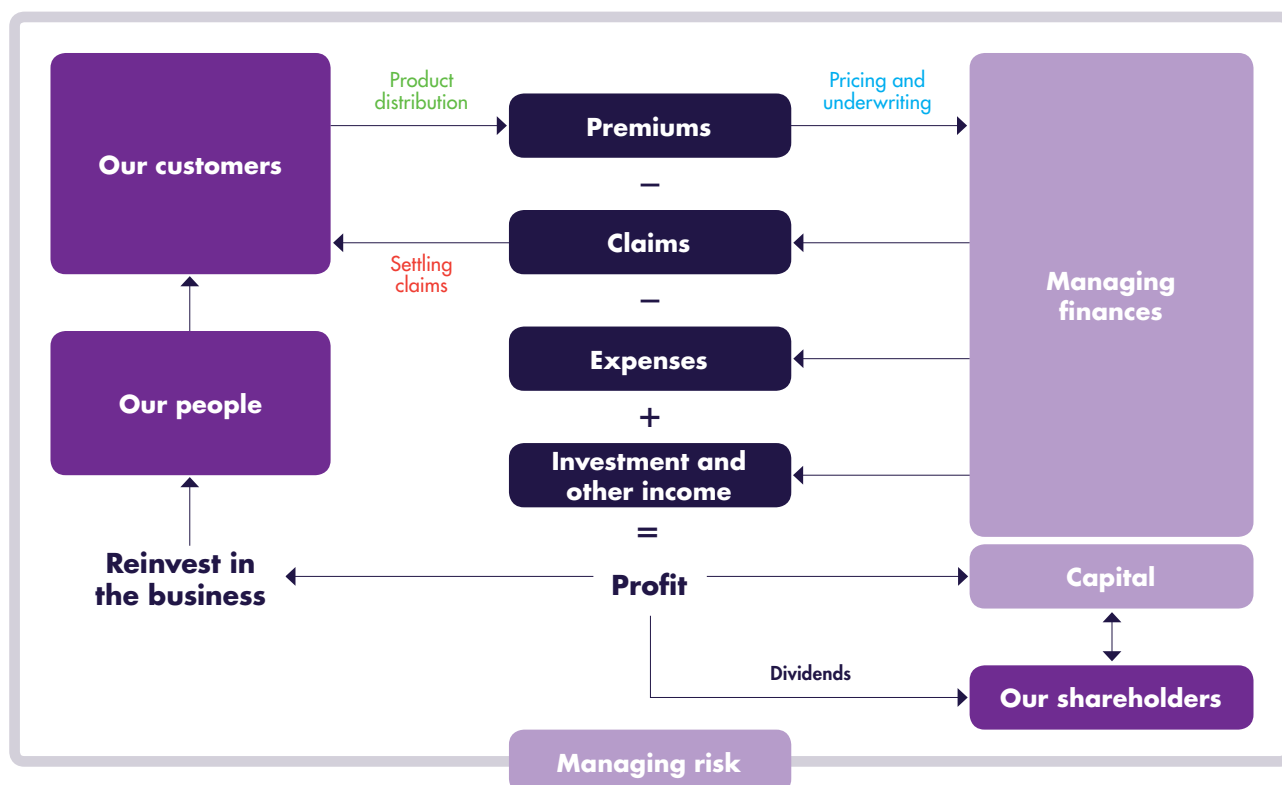 Product
distribution
Pricing and
underwriting
Our customers
Premiums
–
Claims
Settling
claims
–
Managing
finances
Expenses
Our people
+
Investment and
other income
=
Reinvest in
the business
Profit
Capital
Dividends
Our shareholders
Managing risk